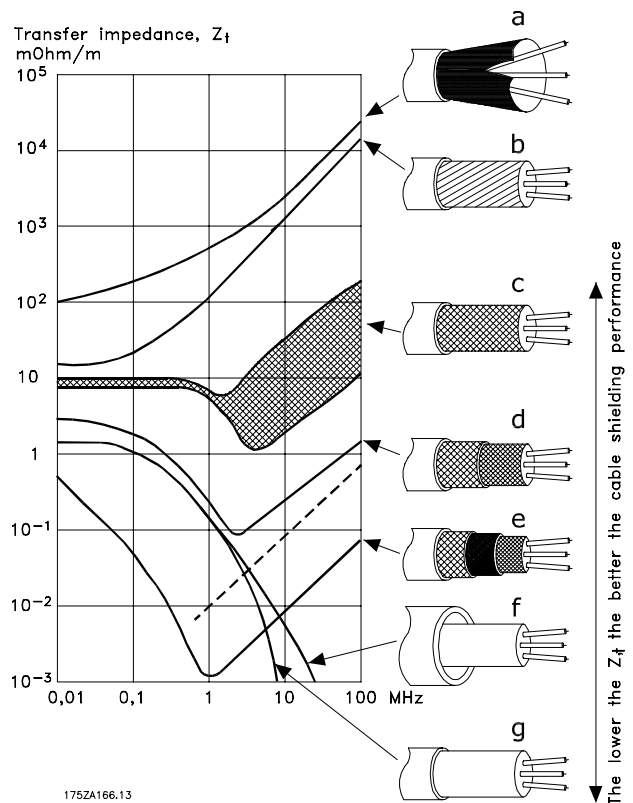 Transfer impedance, Zt
mOhm/m
10⁵
10⁴
10³
10²
10
1
10⁻¹
10⁻²
10⁻³
0,01 0,1 1 10 100 MHz
a
b
c
d
e
f
g
The lower the Zt the better the cable shielding performance
175ZA166.13